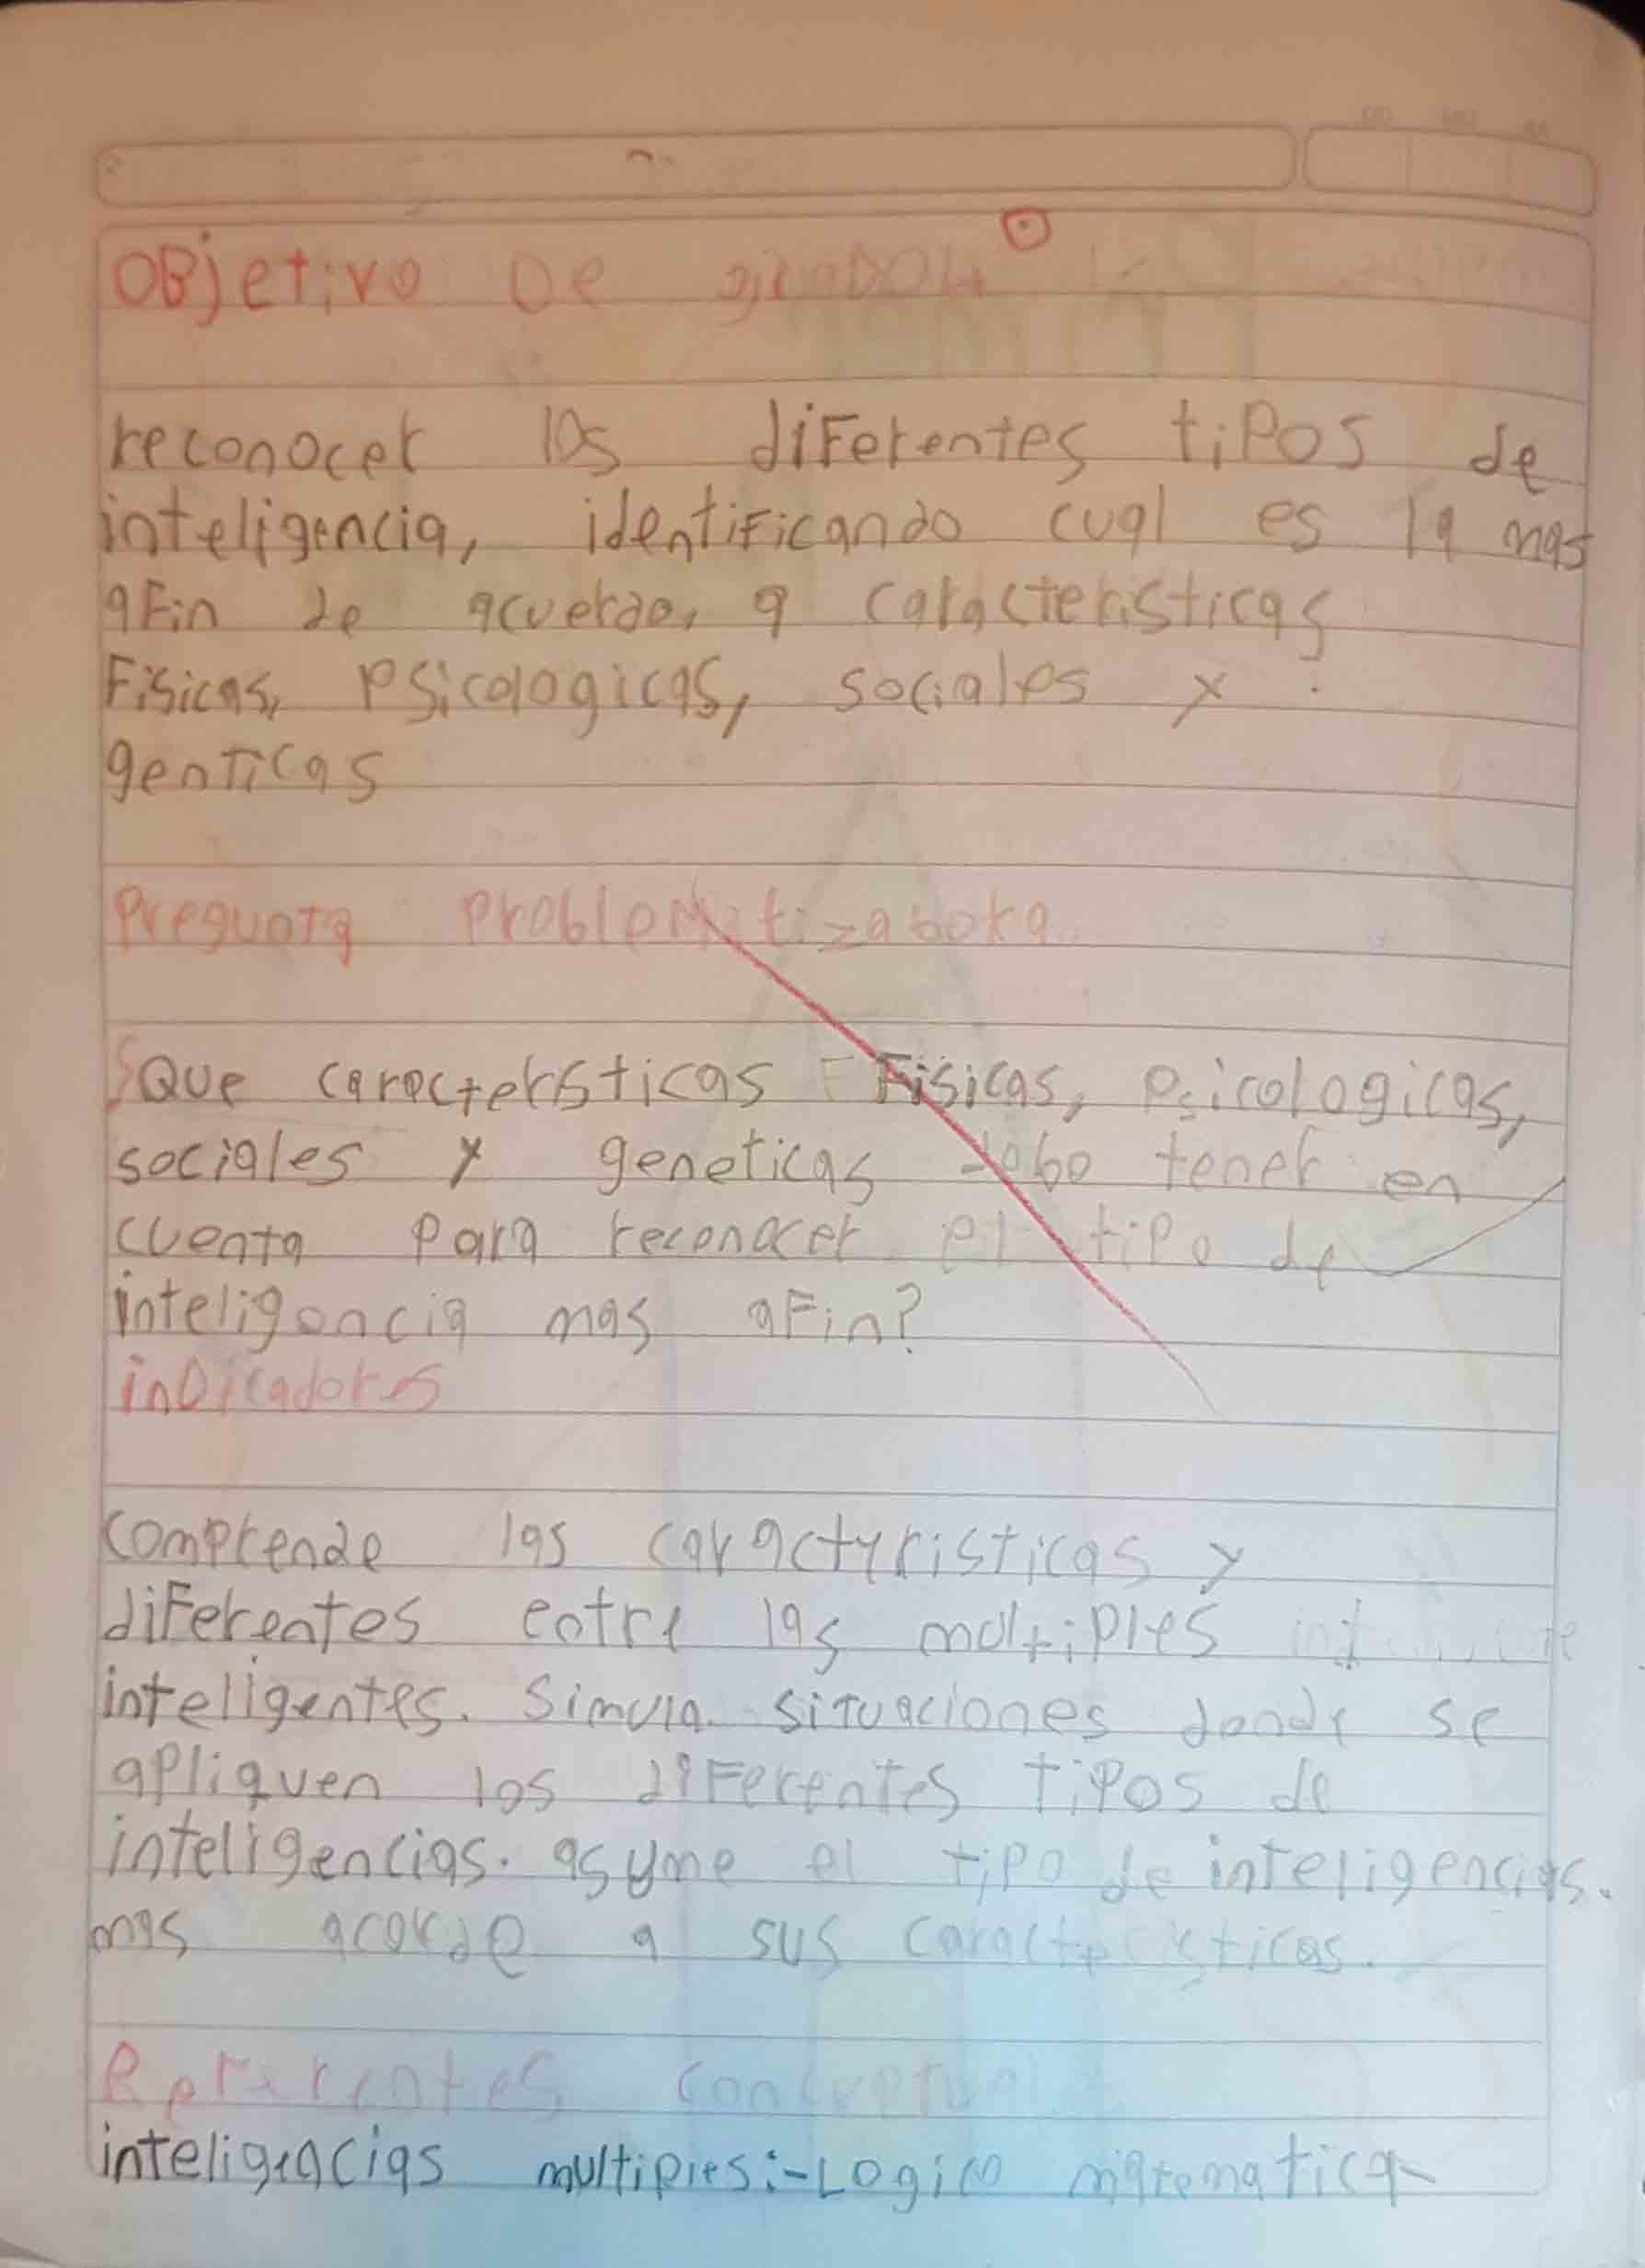 OBjetivo De
reconocer los diferentes tipos de
inteligencia, identificando cual es la mas
afin de acuerdo, a caracteristicas
Fisicas, psicologicas, sociales y
genticas
Pregunta problematizabora
Que caracteristicas Fisicas, psicologicas,
sociales y geneticas debo tener en
cuenta para reconocer el tipo de
inteligencia mas afin?
inDicadores
comprende las caractyristicas y
diferentes entre las multiples
inteligentes. Simula situaciones donde se
apliquen los diferentes tipos de
inteligencias. asume el tipo de inteligencias.
mas acorde a sus caracteristicas.
Referentes conceptual
inteligencias multiples:-Logico matematica-